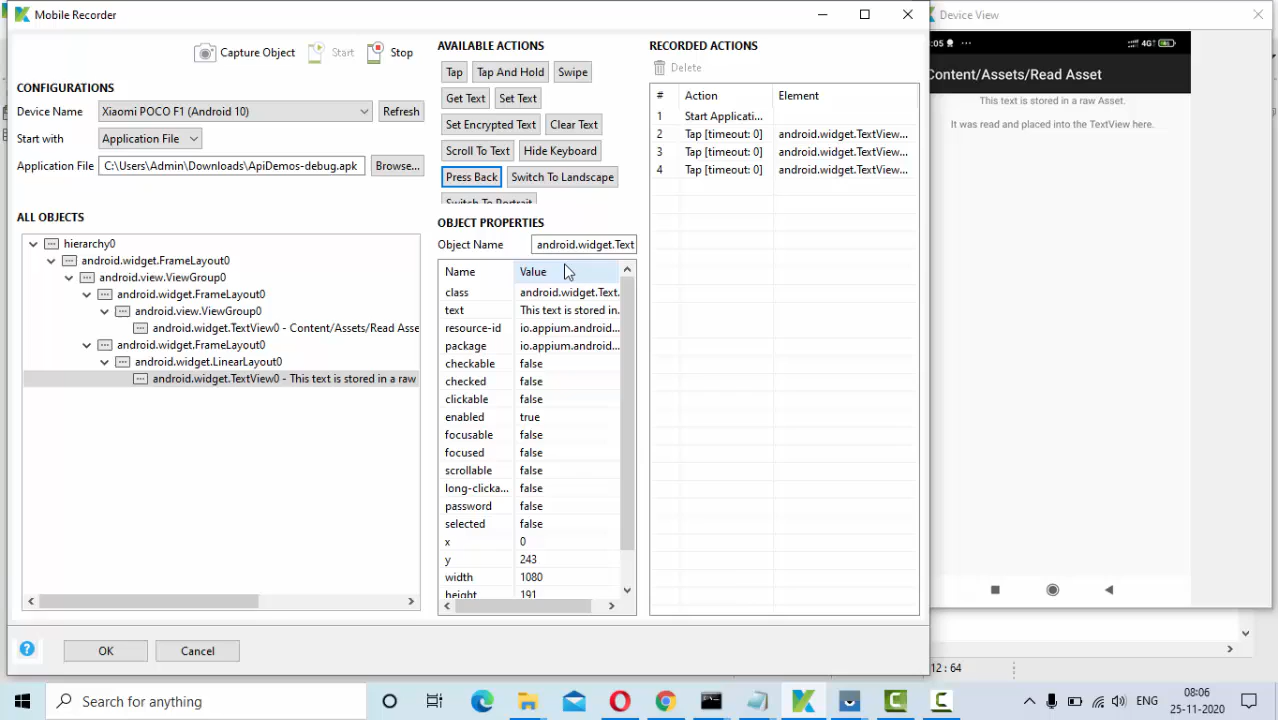 Mobile Recorder
Capture Object
Start
Stop
CONFIGURATIONS
Device Name
Xiaomi POCO F1 (Android 10)
Refresh
Start with
Application File
Application File
C:\Users\Admin\Downloads\ApiDemos-debug.apk
Browse...
ALL OBJECTS
hierarchy0
android.widget.FrameLayout0
android.view.ViewGroup0
android.widget.FrameLayout0
android.view.ViewGroup0
android.widget.TextView0 - Content/Assets/Read Asse
android.widget.FrameLayout0
android.widget.LinearLayout0
android.widget.TextView0 - This text is stored in a raw
OK
Cancel
AVAILABLE ACTIONS
Tap
Tap And Hold
Swipe
Get Text
Set Text
Set Encrypted Text
Clear Text
Scroll To Text
Hide Keyboard
Press Back
Switch To Landscape
Switch To Portrait
OBJECT PROPERTIES
Object Name
android.widget.Text
Name Value
class android.widget.Text.
text This text is stored in.
resource-id io.appium.android...
package io.appium.android...
checkable false
checked false
clickable false
enabled true
focusable false
focused false
scrollable false
long-clicka... false
password false
selected false
x 0
y 243
width 1080
height 191
RECORDED ACTIONS
Delete
# Action Element
1 Start Applicati...
2 Tap [timeout: 0] android.widget.TextView...
3 Tap [timeout: 0] android.widget.TextView...
4 Tap [timeout: 0] android.widget.TextView...
Device View
:05 ... 4G
Content/Assets/Read Asset
This text is stored in a raw Asset.
It was read and placed into the TextView here.
12 : 64
Search for anything
ENG
08:06
25-11-2020